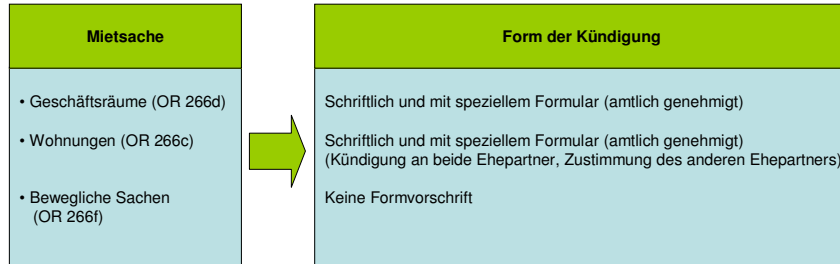 Mietsache
Form der Kündigung
• Geschäftsräume (OR 266d)
Schriftlich und mit speziellem Formular (amtlich genehmigt)
• Wohnungen (OR 266c)
Schriftlich und mit speziellem Formular (amtlich genehmigt)
(Kündigung an beide Ehepartner, Zustimmung des anderen Ehepartners)
• Bewegliche Sachen
(OR 266f)
Keine Formvorschrift